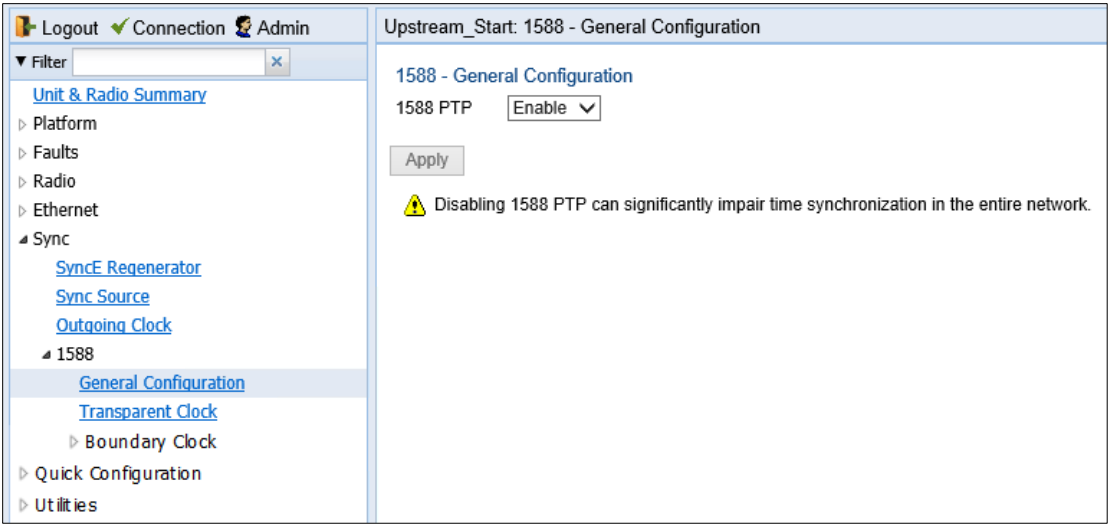 Logout Connection Admin
Filter
Unit & Radio Summary
Platform
Faults
Radio
Ethernet
Sync
SyncE Regenerator
Sync Source
Outgoing Clock
1588
General Configuration
Transparent Clock
Boundary Clock
Quick Configuration
Utilities
Upstream_Start: 1588 - General Configuration
1588 - General Configuration
1588 PTP Enable
Apply
Disabling 1588 PTP can significantly impair time synchronization in the entire network.